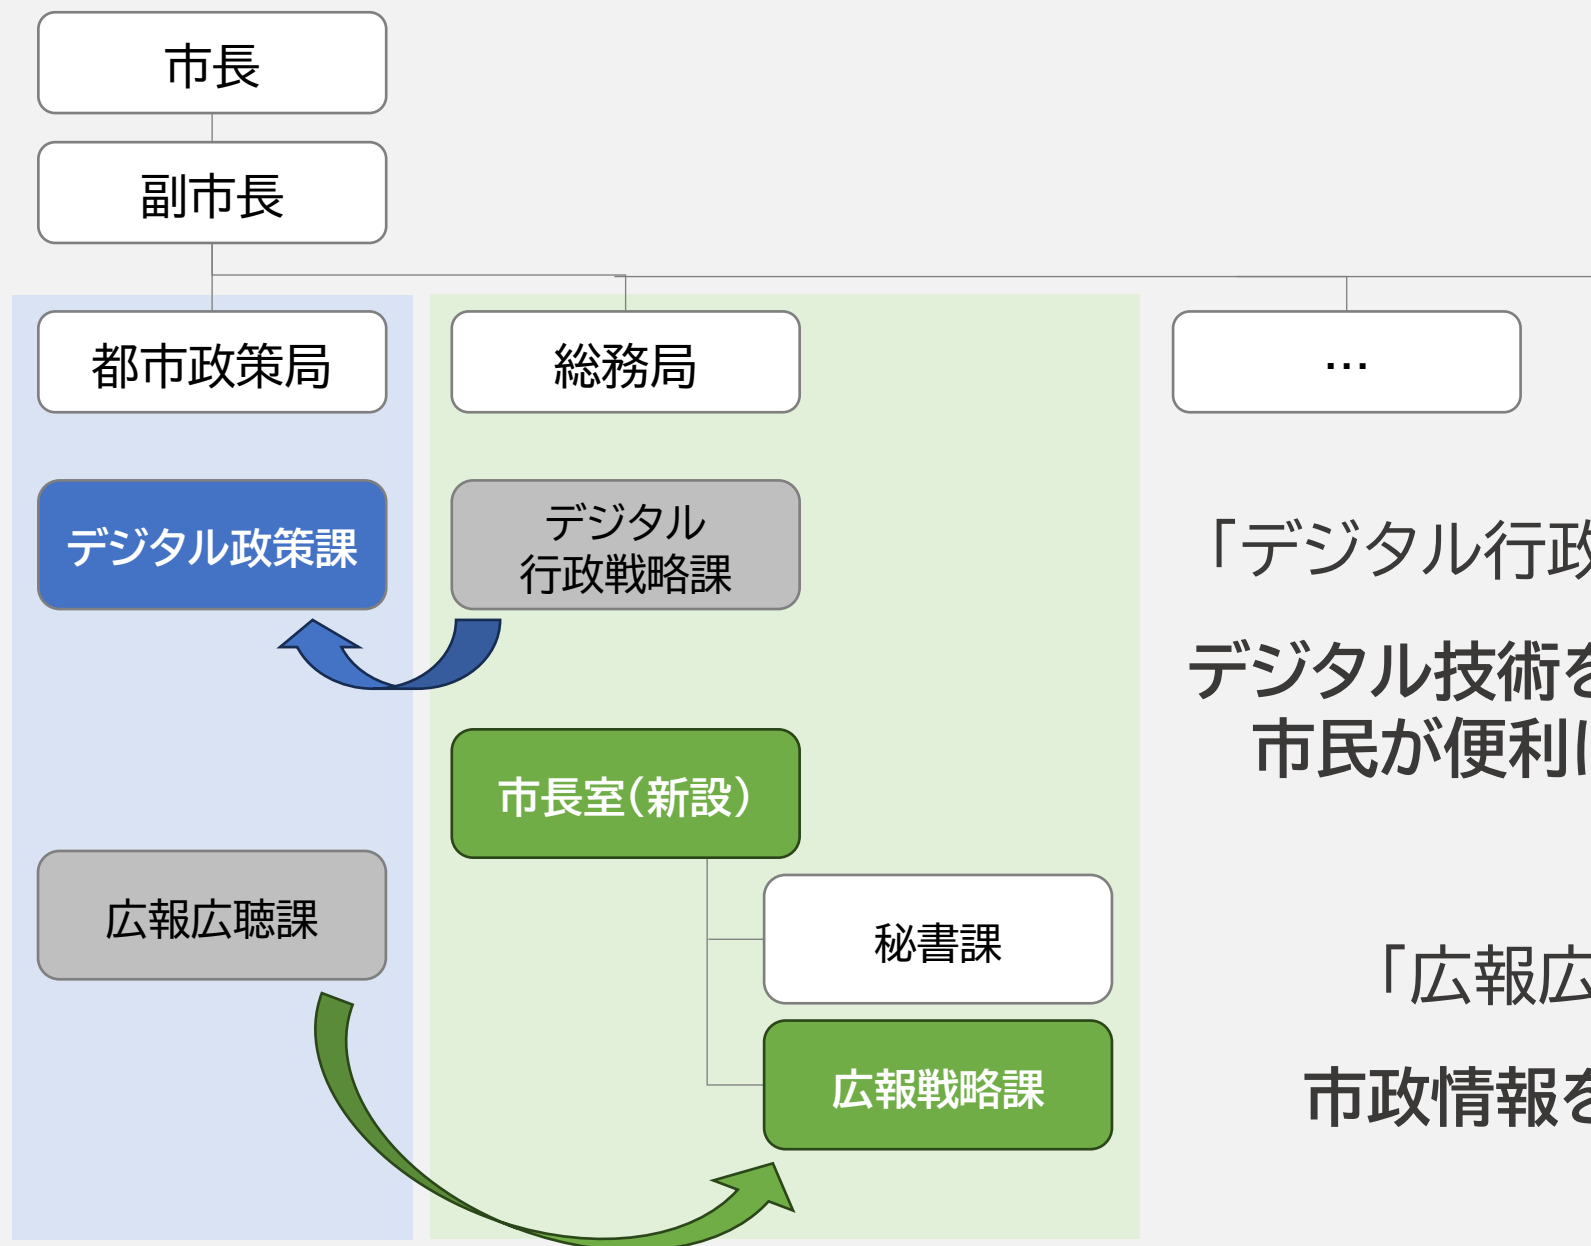 市長
副市長
都市政策局
総務局
…
デジタル政策課
デジタル
行政戦略課
市長室(新設)
広報広聴課
秘書課
広報戦略課
「デジタル行政
デジタル技術を
市民が便利に
「広報広
市政情報を